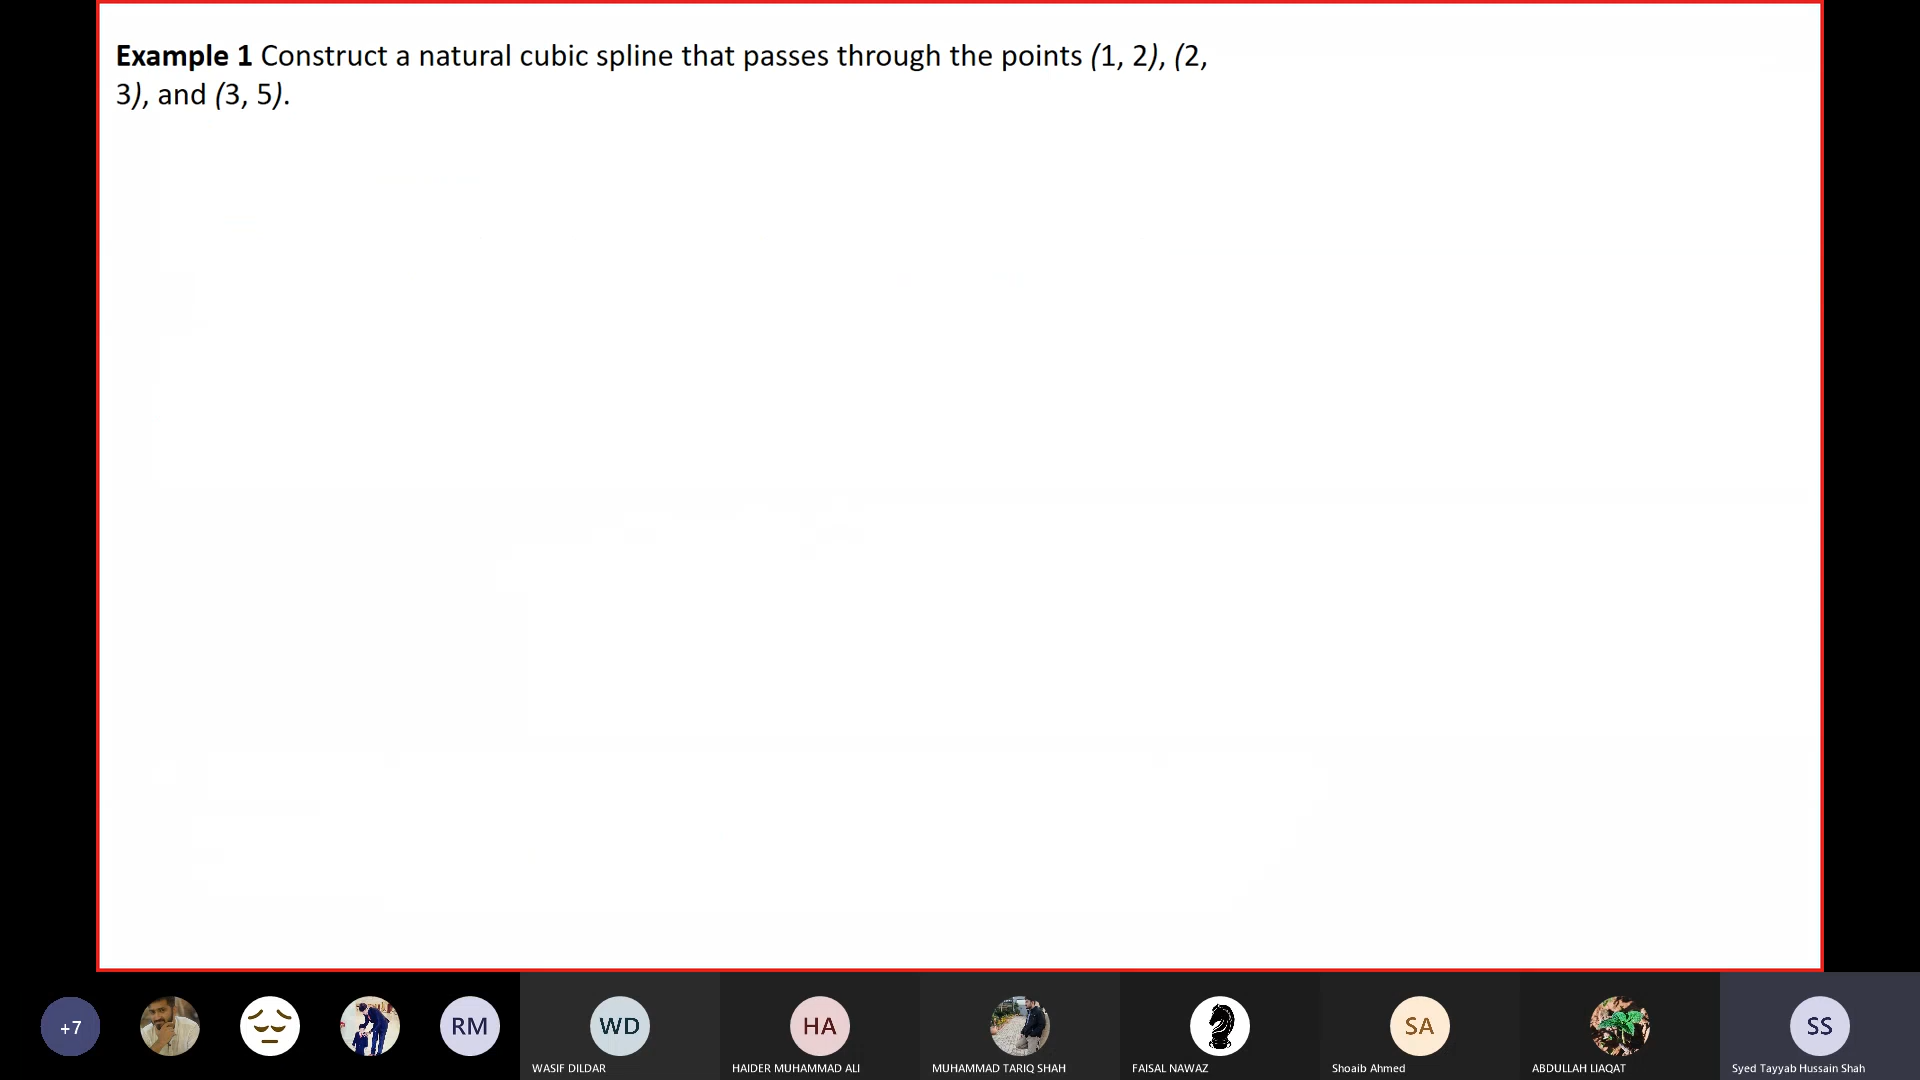 Example 1 Construct a natural cubic spline that passes through the points (1, 2), (2,
3), and (3, 5).
+7
RM
WD
HA
SA
SS
WASIF DILDAR
HAIDER MUHAMMAD ALI
MUHAMMAD TARIQ SHAH
FAISAL NAWAZ
Shoaib Ahmed
ABDULLAH LIAQAT
Syed Tayyab Hussain Shah